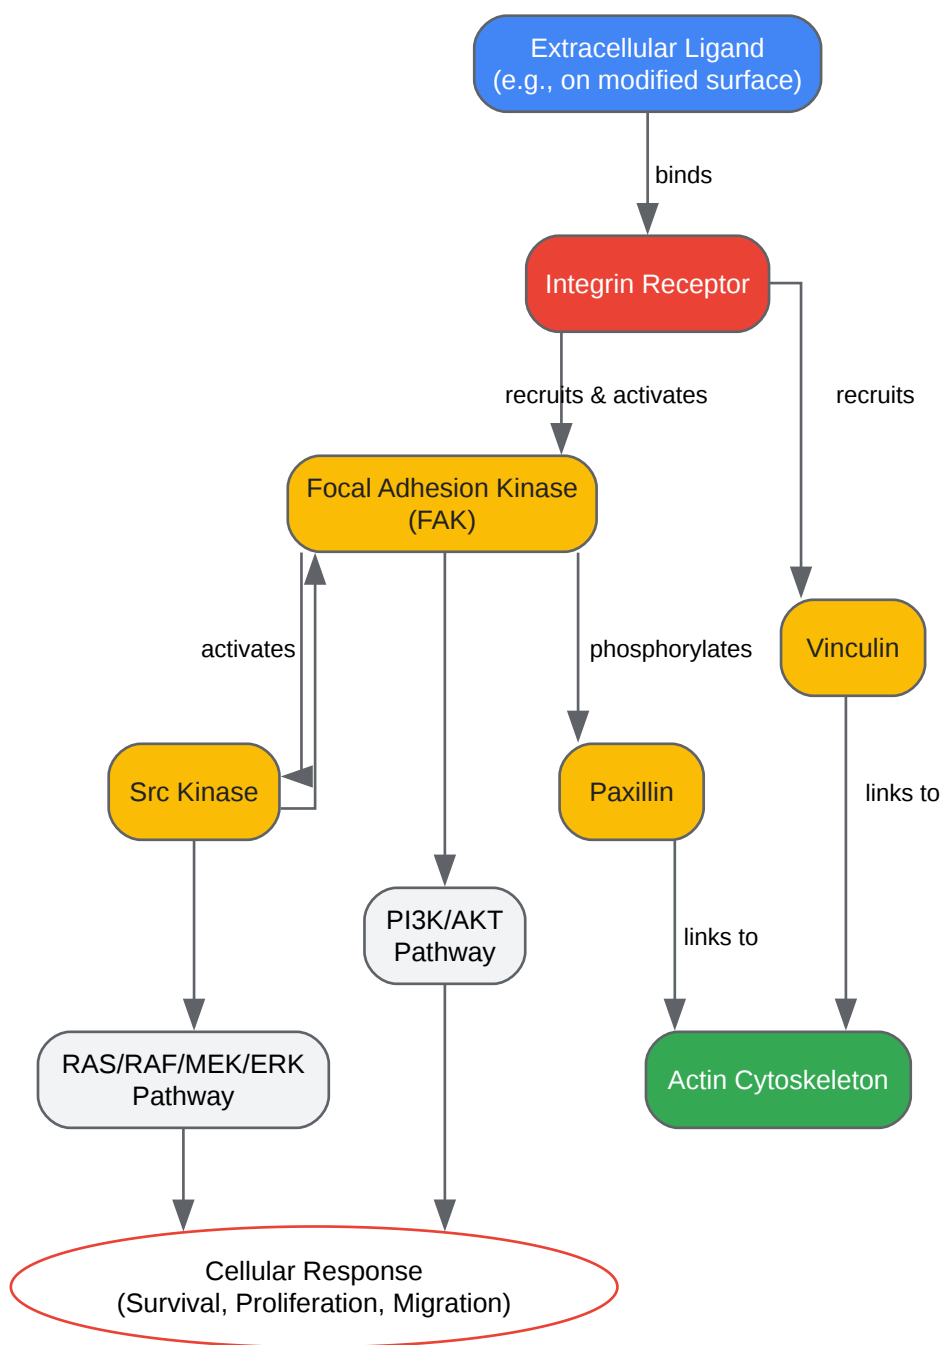 Extracellular Ligand
(e.g., on modified surface)
binds
Integrin Receptor
recruits & activates
recruits
Focal Adhesion Kinase
(FAK)
activates
phosphorylates
Vinculin
Src Kinase
Paxillin
links to
PI3K/AKT
Pathway
links to
RAS/RAF/MEK/ERK
Pathway
Actin Cytoskeleton
Cellular Response
(Survival, Proliferation, Migration)